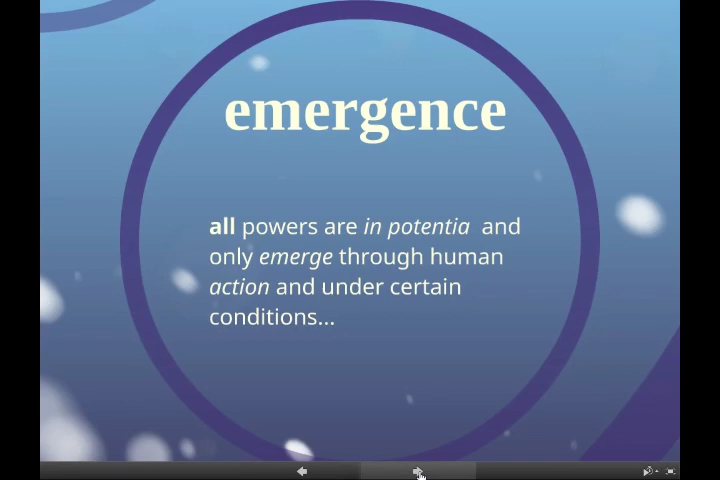 emergence
all powers are in potentia and
only emerge through human
action and under certain
conditions...